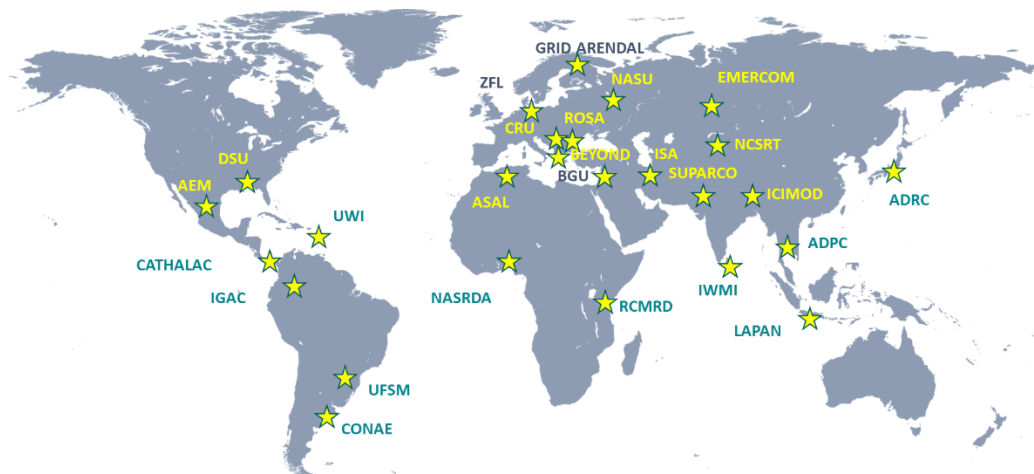 GRID ARENDAL
ZFL
NASU
EMERCOM
CRU
ROSA
DSU
BEYOND
ISA
NCSRT
AEM
ASAL
BGU
SUPARCO
ICIMOD
ADRC
UWI
ADPC
CATHALAC
IGAC
NASRDA
RCMRD
IWMI
LAPAN
UFSM
CONAE